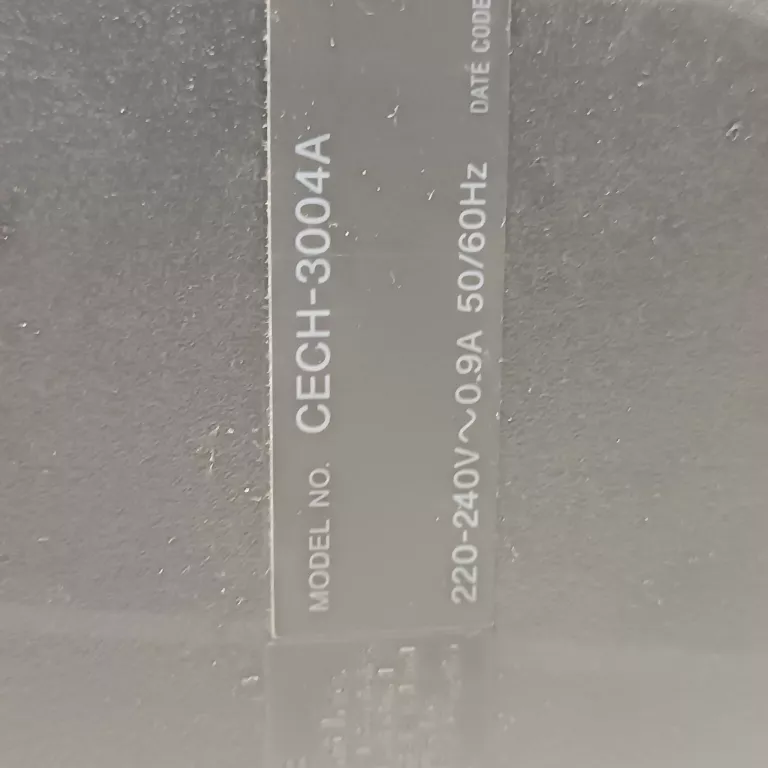 MODEL NO. CECH-3004A
220-240V～0.9A 50/60Hz DATE CODE